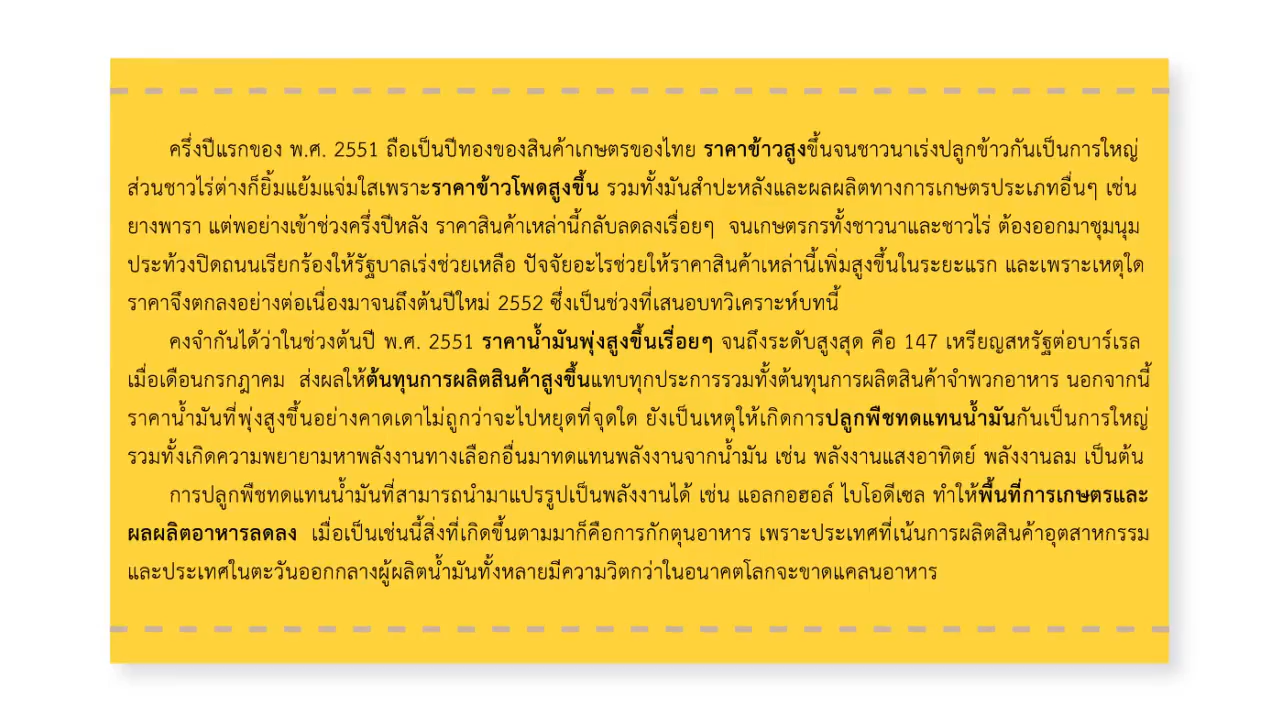 ครึ่งปีแรกของ พ.ศ. 2551 ถือเป็นปีทองของสินค้าเกษตรของไทย ราคาข้าวสูงขึ้นจนชาวนาเร่งปลูกข้าวกันเป็นการใหญ่
ส่วนชาวไร่ต่างก็ยิ้มแย้มแจ่มใสเพราะราคาข้าวโพดสูงขึ้น รวมทั้งมันสำปะหลังและผลผลิตทางการเกษตรประเภทอื่นๆ เช่น
ยางพารา แต่พอย่างเข้าช่วงครึ่งปีหลัง ราคาสินค้าเหล่านี้กลับลดลงเรื่อยๆ จนเกษตรกรทั้งชาวนาและชาวไร่ ต้องออกมาชุมนุม
ประท้วงปิดถนนเรียกร้องให้รัฐบาลเร่งช่วยเหลือ ปัจจัยอะไรช่วยให้ราคาสินค้าเหล่านี้เพิ่มสูงขึ้นในระยะแรก และเพราะเหตุใด
ราคาจึงตกลงอย่างต่อเนื่องมาจนถึงต้นปีใหม่ 2552 ซึ่งเป็นช่วงที่เสนอบทวิเคราะห์บทนี้
คงจำกันได้ว่าในช่วงต้นปี พ.ศ. 2551 ราคาน้ำมันพุ่งสูงขึ้นเรื่อยๆ จนถึงระดับสูงสุด คือ 147 เหรียญสหรัฐต่อบาร์เรล
เมื่อเดือนกรกฎาคม ส่งผลให้ต้นทุนการผลิตสินค้าสูงขึ้นแทบทุกประการรวมทั้งต้นทุนการผลิตสินค้าจำพวกอาหาร นอกจากนี้
ราคาน้ำมันที่พุ่งสูงขึ้นอย่างคาดเดาไม่ถูกว่าจะไปหยุดที่จุดใด ยังเป็นเหตุให้เกิดการปลูกพืชทดแทนน้ำมันกันเป็นการใหญ่
รวมทั้งเกิดความพยายามหาพลังงานทางเลือกอื่นมาทดแทนพลังงานจากน้ำมัน เช่น พลังงานแสงอาทิตย์ พลังงานลม เป็นต้น
การปลูกพืชทดแทนน้ำมันที่สามารถนำมาแปรรูปเป็นพลังงานได้ เช่น แอลกอฮอล์ ไบโอดีเซล ทำให้พื้นที่การเกษตรและ
ผลผลิตอาหารลดลง เมื่อเป็นเช่นนี้สิ่งที่เกิดขึ้นตามมาก็คือการกักตุนอาหาร เพราะประเทศที่เน้นการผลิตสินค้าอุตสาหกรรม
และประเทศในตะวันออกกลางผู้ผลิตน้ำมันทั้งหลายมีความวิตกว่าในอนาคตโลกจะขาดแคลนอาหาร